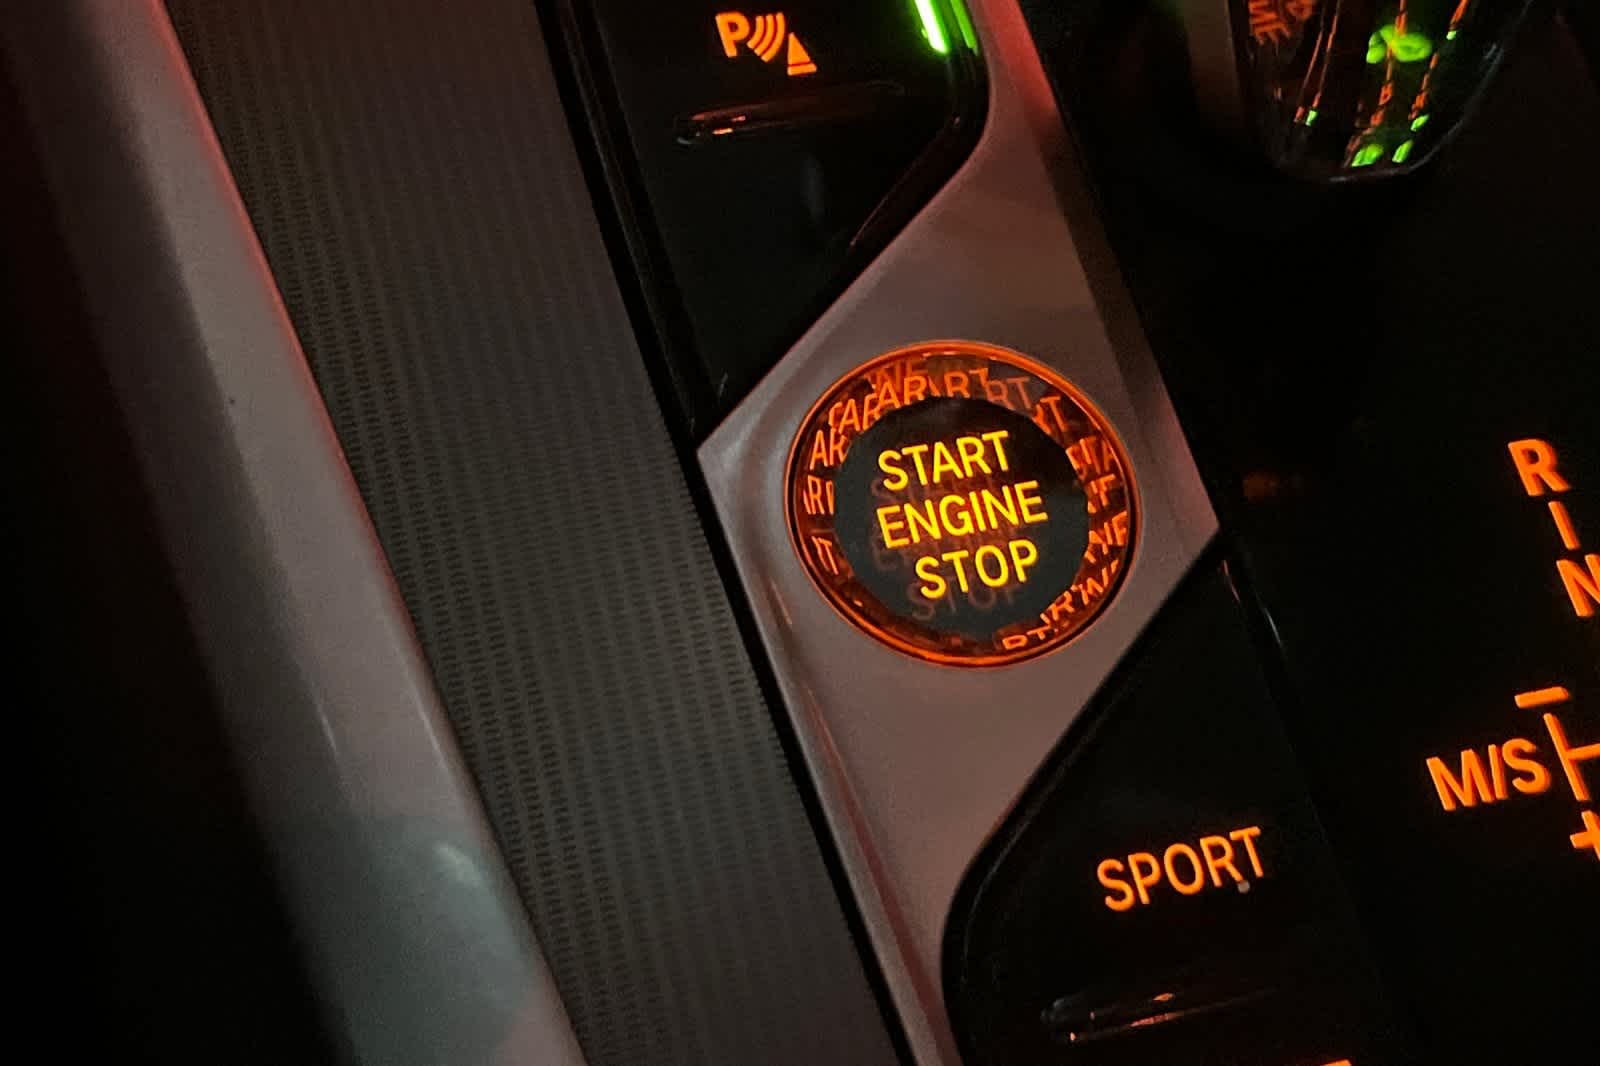 P
START
ENGINE
STOP
R
N
M/S
+
SPORT